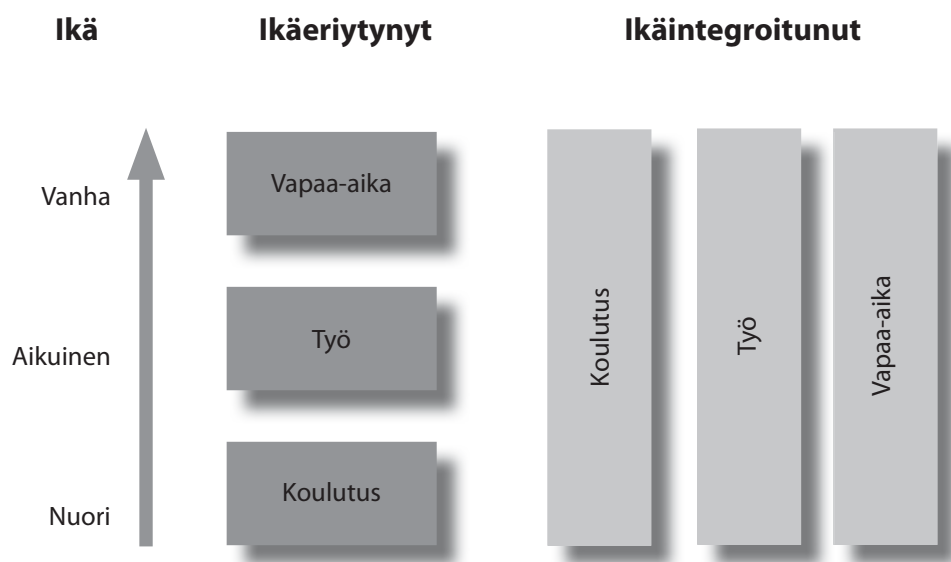 Ikä
Ikäeriytynyt
Ikäintegroitunut
Vanha
Aikuinen
Nuori
Vapaa-aika
Työ
Koulutus
Koulutus
Työ
Vapaa-aika